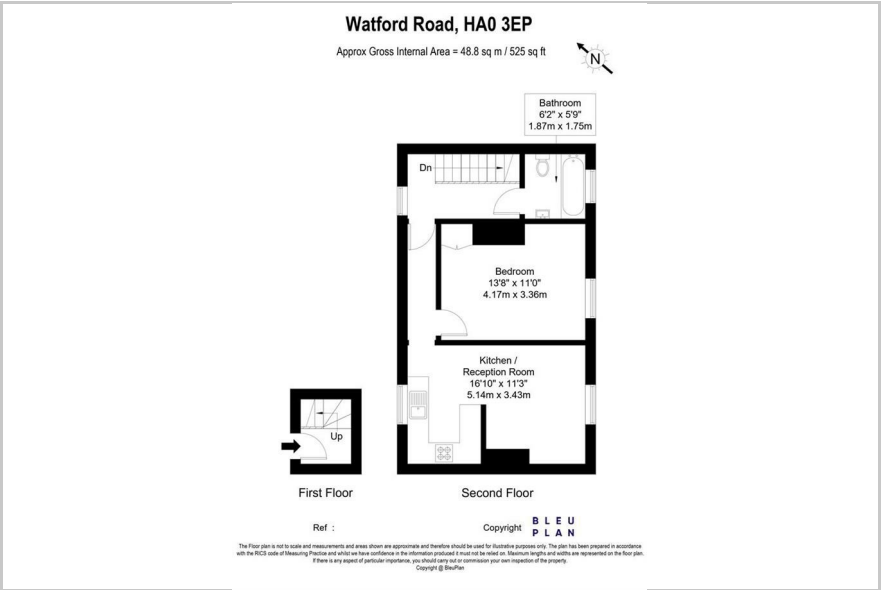 Watford Road, HA0 3EP
Approx Gross Internal Area = 48.8 sq m / 525 sq ft
N
Bathroom
6'2" x 5'9"
1.87m x 1.75m
Dn
Bedroom
13'8" x 11'0"
4.17m x 3.36m
Kitchen /
Reception Room
16'10" x 11'3"
5.14m x 3.43m
Up
First Floor
Second Floor
Ref :
Copyright
BLEU
PLAN
The Floor plan is not to scale and measurements and areas shown are approximate and therefore should be used for illustrative purposes only. The plan has been prepared in accordance
with the RICS code of Measuring Practice and whilst we have confidence in the information produced it must not be relied on. Maximum lengths and widths are represented on the floor plan.
If there is any aspect of particular importance, you should carry out or commission your own inspection of the property.
Copyright @ BleuPlan